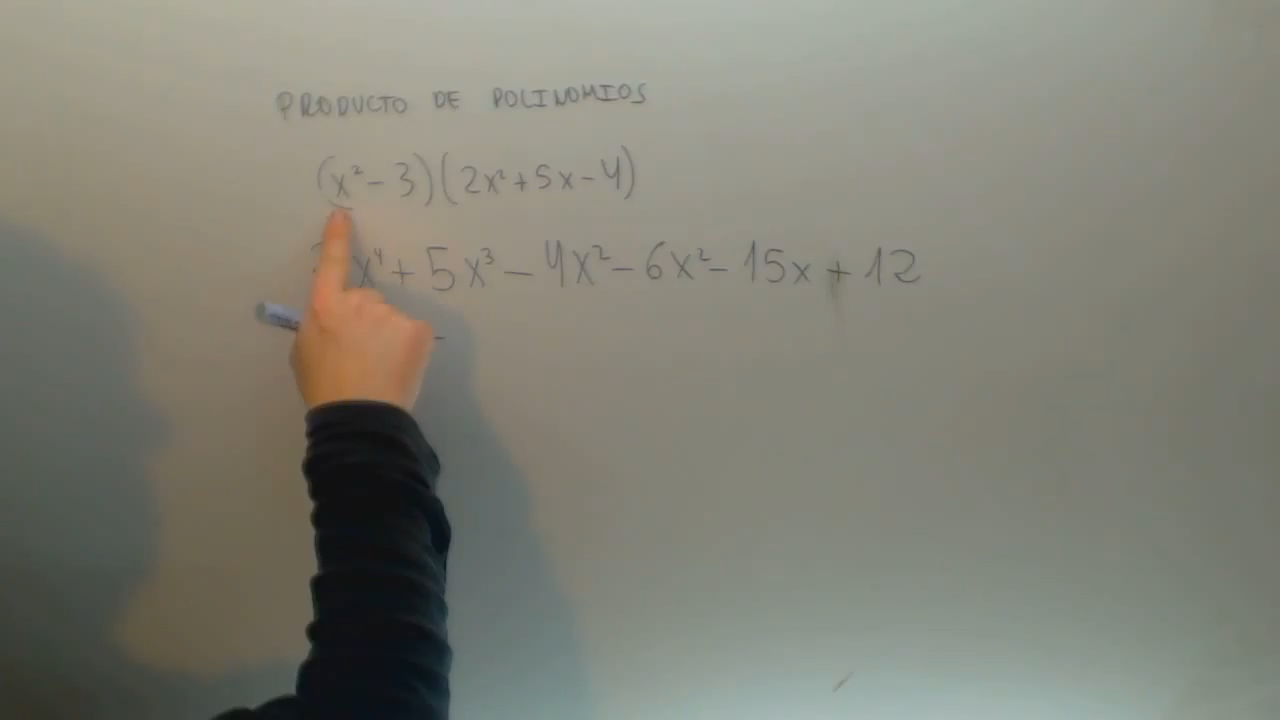 PRODUCTO DE POLINOMIOS
(x² - 3)(2x² + 5x - 4)
x⁴ + 5x³ - 4x² - 6x² - 15x + 12